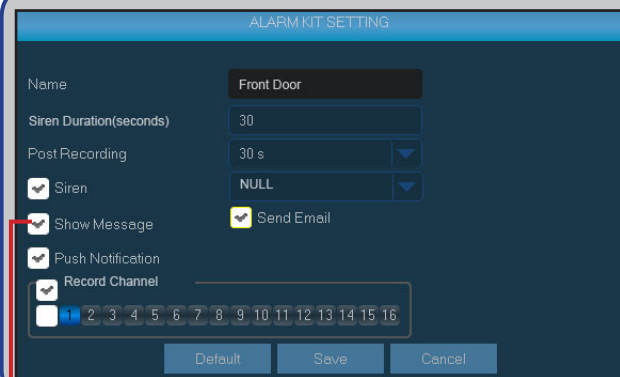 ALARM KIT SETTING
Name Front Door
Siren Duration(seconds) 30
Post Recording 30 s
Siren NULL
Show Message Send Email
Push Notification
Record Channel
1 2 3 4 5 6 7 8 9 10 11 12 13 14 15 16
Default Save Cancel